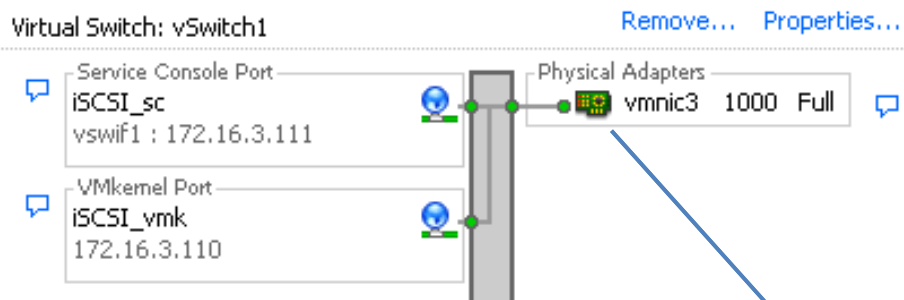 Virtual Switch: vSwitch1
Remove... Properties...
Service Console Port
iSCSI_sc
vswif1 : 172.16.3.111
Physical Adapters
vmnic3 1000 Full
VMkernel Port
iSCSI_vmk
172.16.3.110